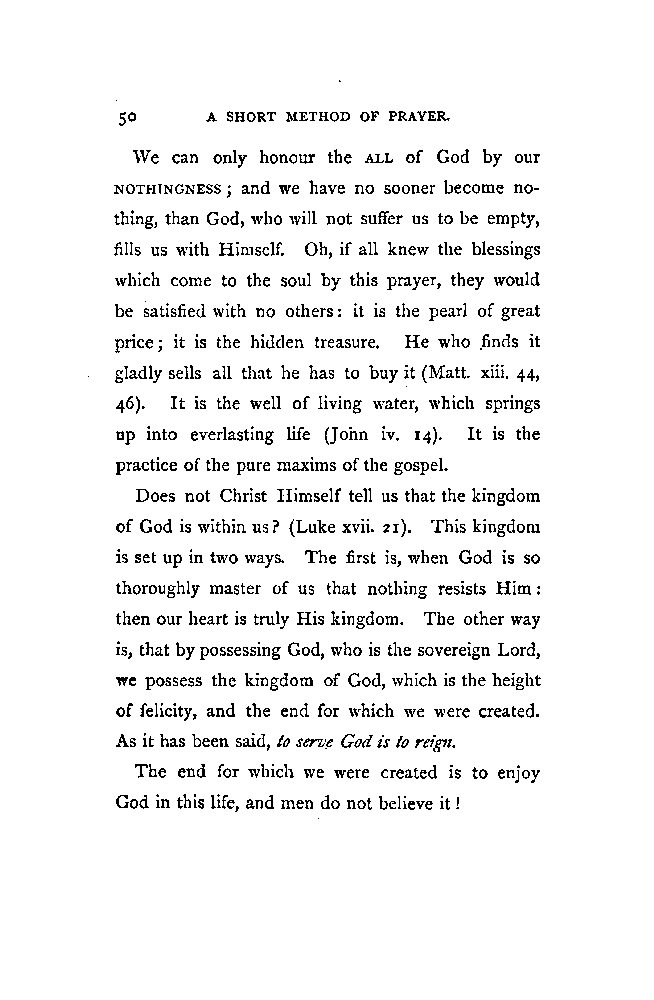 50 A SHORT METHOD OF PRAYER.
We can only honour the ALL of God by our
NOTHINGNESS; and we have no sooner become no-
thing, than God, who will not suffer us to be empty,
fills us with Himself. Oh, if all knew the blessings
which come to the soul by this prayer, they would
be satisfied with no others: it is the pearl of great
price; it is the hidden treasure. He who finds it
gladly sells all that he has to buy it (Matt. xiii. 44,
46). It is the well of living water, which springs
up into everlasting life (John iv. 14). It is the
practice of the pure maxims of the gospel.
Does not Christ Himself tell us that the kingdom
of God is within us? (Luke xvii. 21). This kingdom
is set up in two ways. The first is, when God is so
thoroughly master of us that nothing resists Him:
then our heart is truly His kingdom. The other way
is, that by possessing God, who is the sovereign Lord,
we possess the kingdom of God, which is the height
of felicity, and the end for which we were created.
As it has been said, to serve God is to reign.
The end for which we were created is to enjoy
God in this life, and men do not believe it!